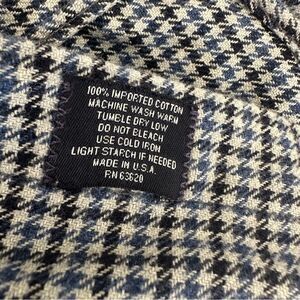 100% IMPORTED COTTON
MACHINE WASH WARM
TUMBLE DRY LOW
DO NOT BLEACH
USE COLD IRON
LIGHT STARCH IF NEEDED
MADE IN U.S.A.
RN 63620